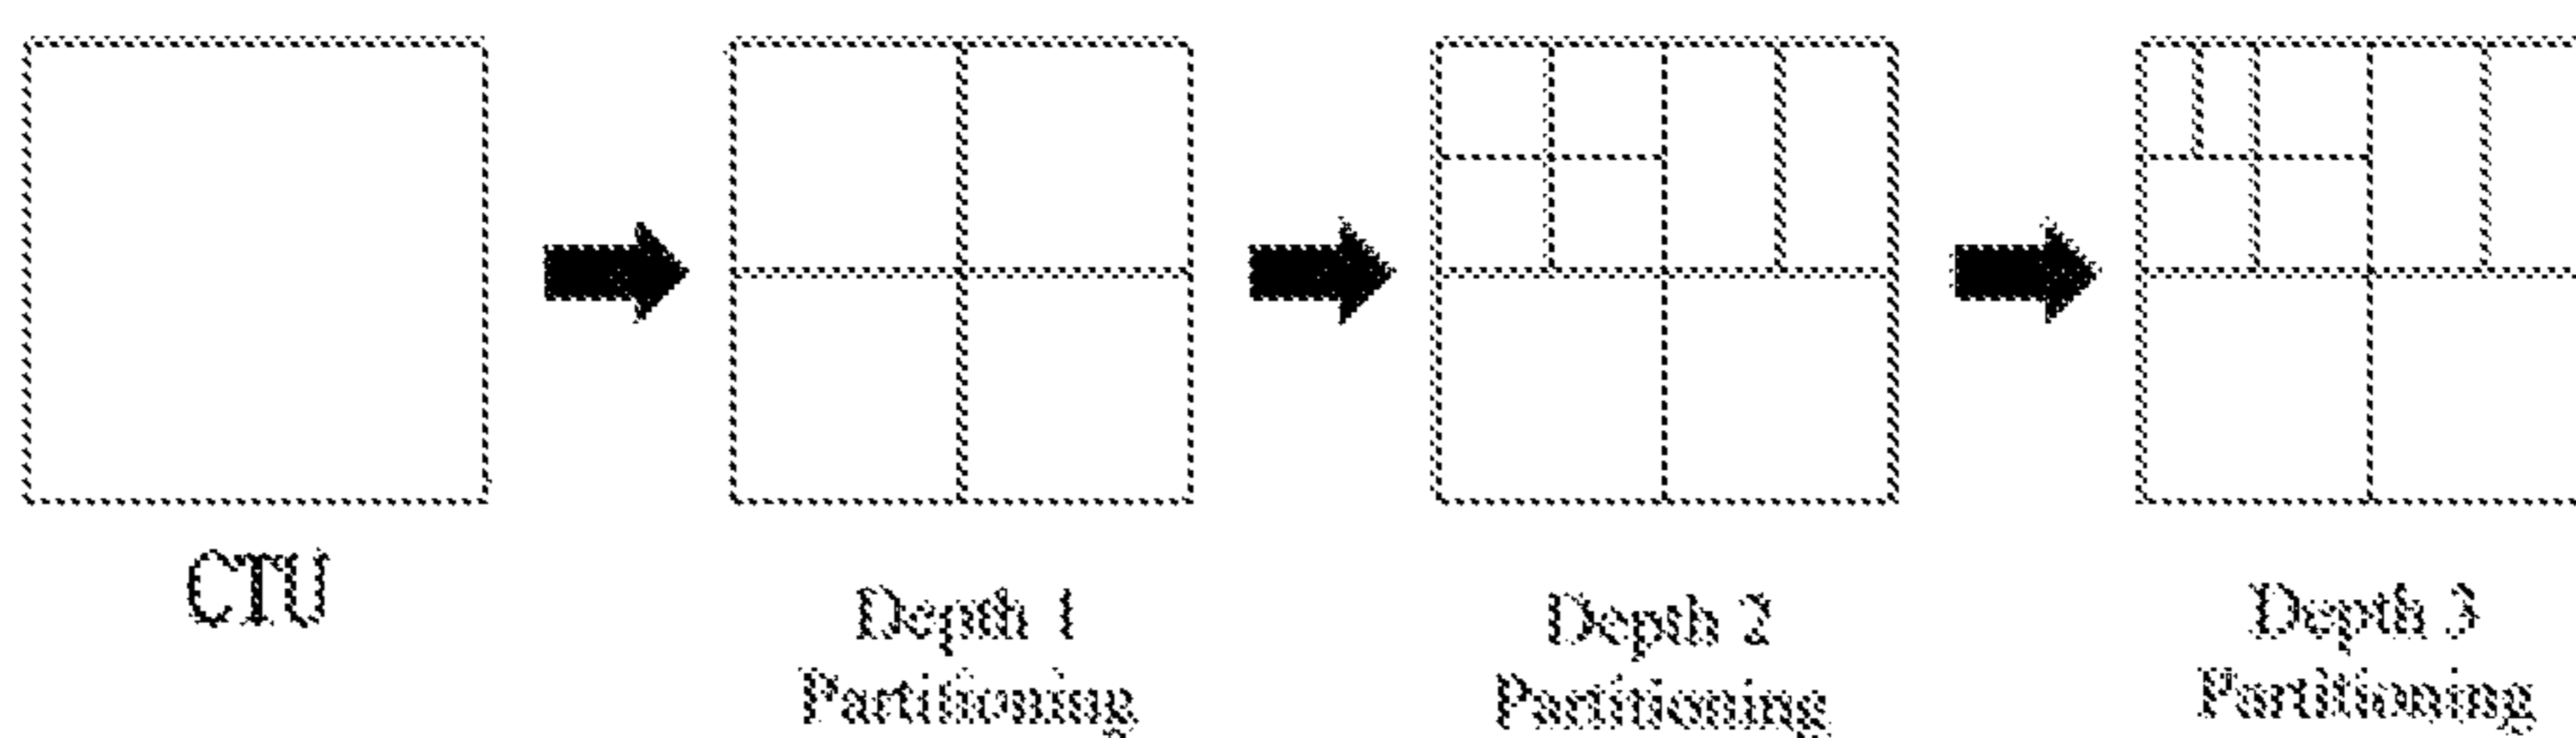 CTU
Depth 1
Partitioning
Depth 2
Partitioning
Depth 3
Partitioning